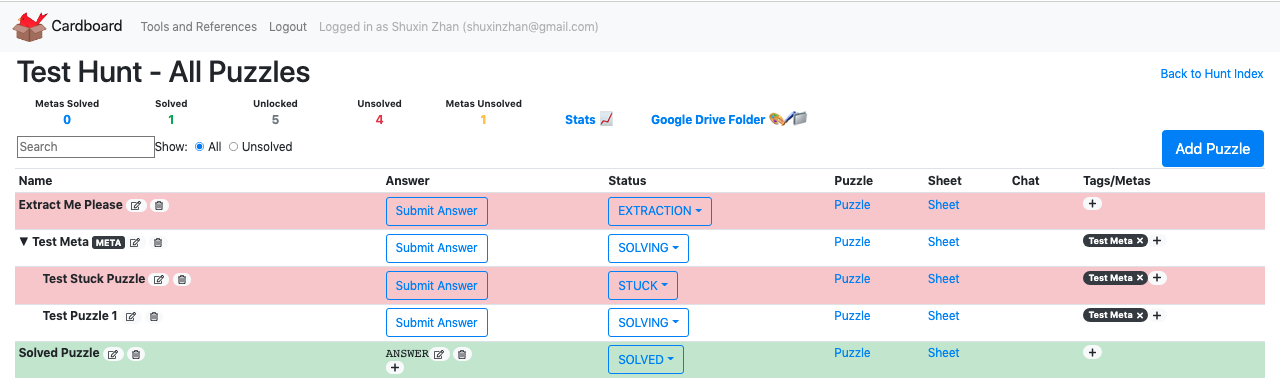 Cardboard Tools and References Logout Logged in as Shuxin Zhan (shuxinzhan@gmail.com)
Test Hunt - All Puzzles
Back to Hunt Index
Metas Solved Solved Unlocked Unsolved Metas Unsolved
0 1 5 4 1 Stats Google Drive Folder
Search Show: All Unsolved
Add Puzzle
Name Answer Status Puzzle Sheet Chat Tags/Metas
Extract Me Please Submit Answer EXTRACTION Puzzle Sheet +
▼ Test Meta META Submit Answer SOLVING Puzzle Sheet Test Meta × +
Test Stuck Puzzle Submit Answer STUCK Puzzle Sheet Test Meta × +
Test Puzzle 1 Submit Answer SOLVING Puzzle Sheet Test Meta × +
Solved Puzzle ANSWER SOLVED Puzzle Sheet +
+